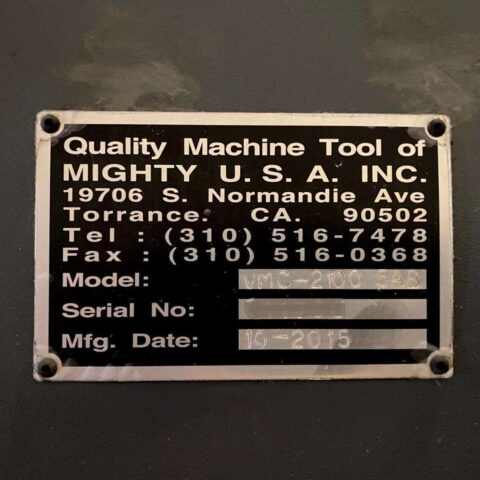 Quality Machine Tool of
MIGHTY U. S. A. INC.
19706 S. Normandie Ave
Torrance. CA. 90502
Tel : (310) 516-7478
Fax : (310) 516-0368
Model: VMC-2100 5AB
Serial No:
Mfg. Date: 10-2015